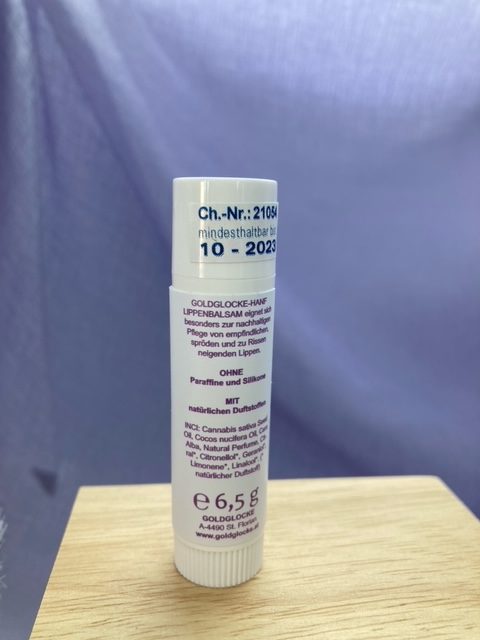 Ch.-Nr.: 21054
mindesthaltbar bis
10 - 2023
GOLDGLOCKE-HANF
LIPPENBALSAM eignet sich
besonders zur nachhaltigen
Pflege von empfindlichen,
spröden und zu Rissen
neigenden Lippen.
OHNE
Paraffine und Silikone
MIT
natürlichen Duftstoffen
INCI: Cannabis sativa Seed
Oil, Cocos nucifera Oil, Cera
Alba, Natural Perfume, Cit-
ral*, Citronellol*, Geraniol*,
Limonene*, Linalool*, (*
natürlicher Duftstoff)
e 6,5 g
GOLDGLOCKE
A-4490 St. Florian
www.goldglocke.at